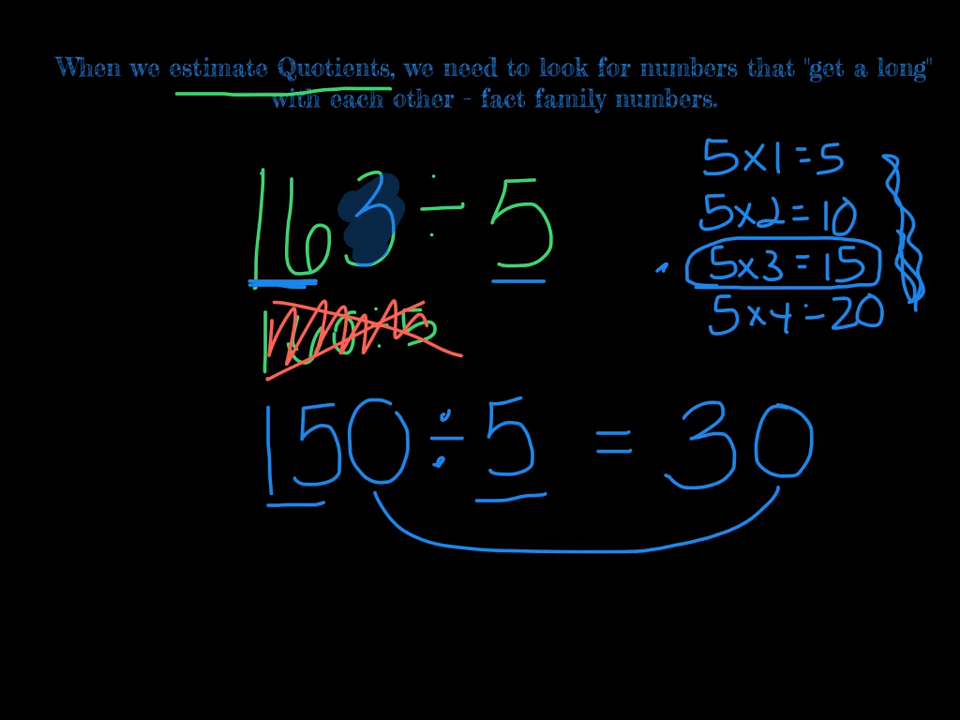 When we estimate Quotients, we need to look for numbers that "get a long"
with each other - fact family numbers.
163 ÷ 5
5x1=5
5x2=10
5x3=15
5x4=20
150 ÷ 5 = 30